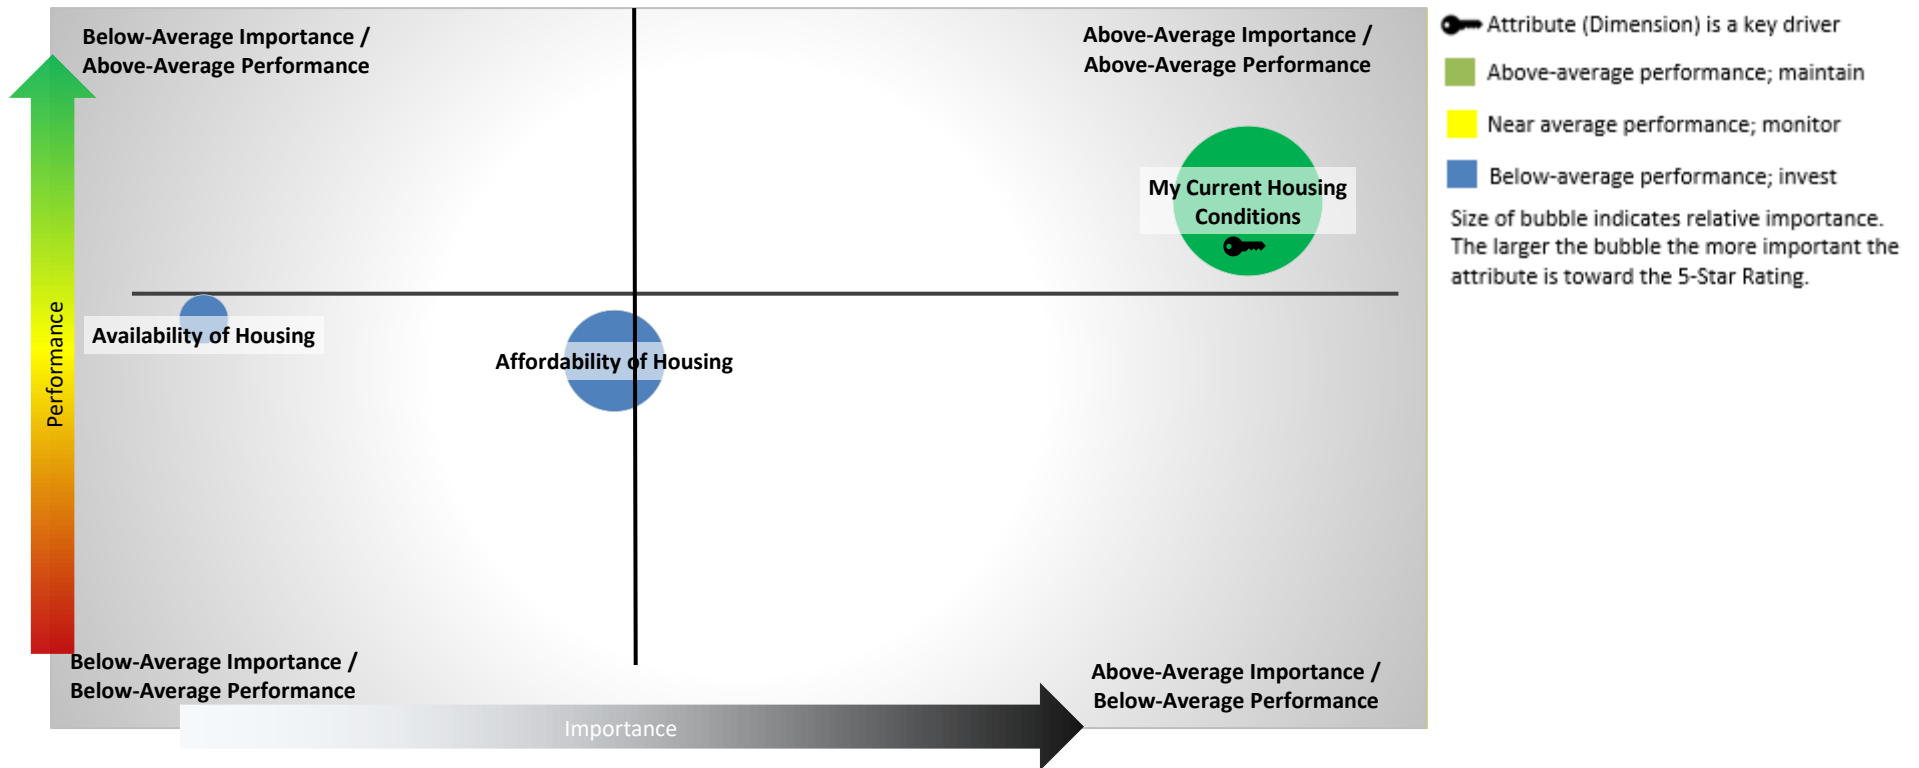 Below-Average Importance /
Above-Average Performance
Above-Average Importance /
Above-Average Performance
Attribute (Dimension) is a key driver
Above-average performance; maintain
Near average performance; monitor
Below-average performance; invest
Size of bubble indicates relative importance.
The larger the bubble the more important the
attribute is toward the 5-Star Rating.
My Current Housing
Conditions
Performance
Availability of Housing
Affordability of Housing
Below-Average Importance /
Below-Average Performance
Above-Average Importance /
Below-Average Performance
Importance